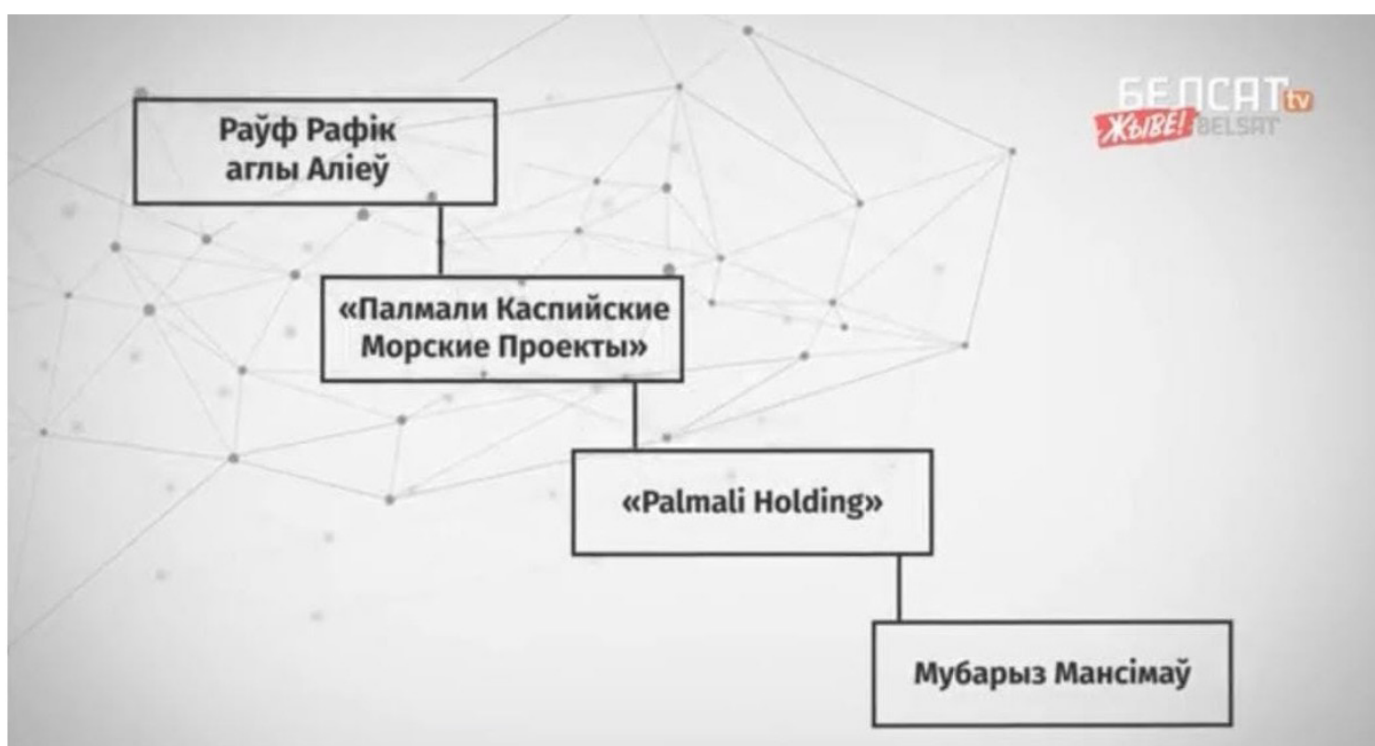 БЕЛСАТ tv
ЖЫВЕ! BELSAT
Раўф Рафік
аглы Аліеў
«Палмали Каспийские
Морские Проекты»
«Palmali Holding»
Мубарыз Мансімаў